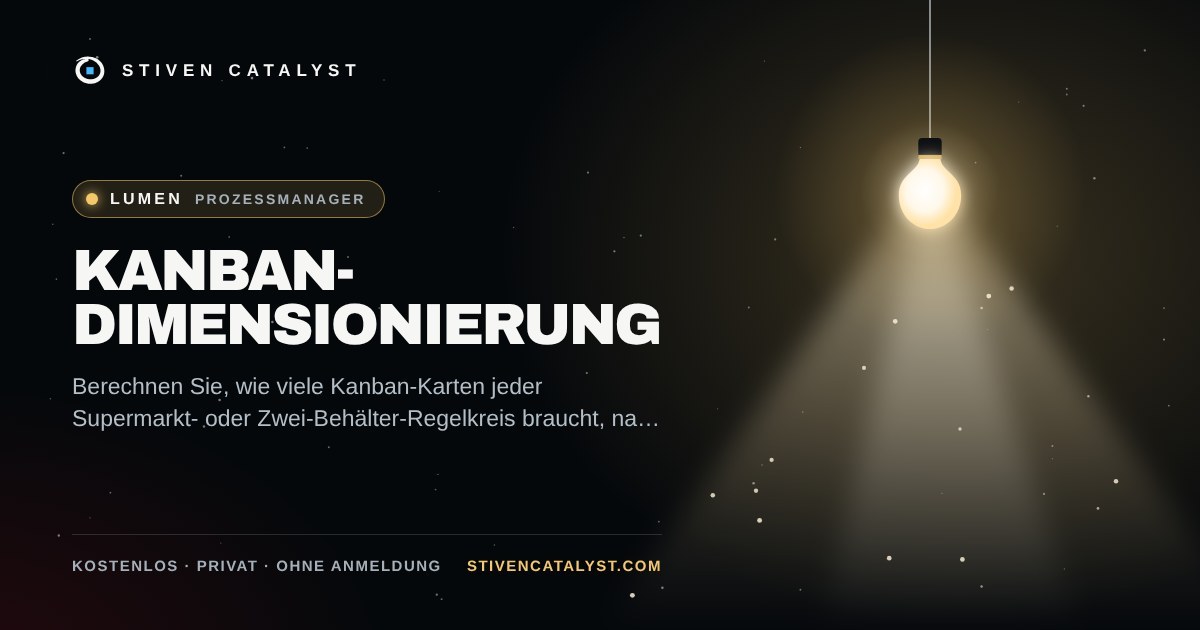 STIVEN CATALYST
LUMEN PROZESSMANAGER
KANBAN-
DIMENSIONIERUNG
Berechnen Sie, wie viele Kanban-Karten jeder
Supermarkt- oder Zwei-Behälter-Regelkreis braucht, na…
KOSTENLOS · PRIVAT · OHNE ANMELDUNG STIVENCATALYST.COM